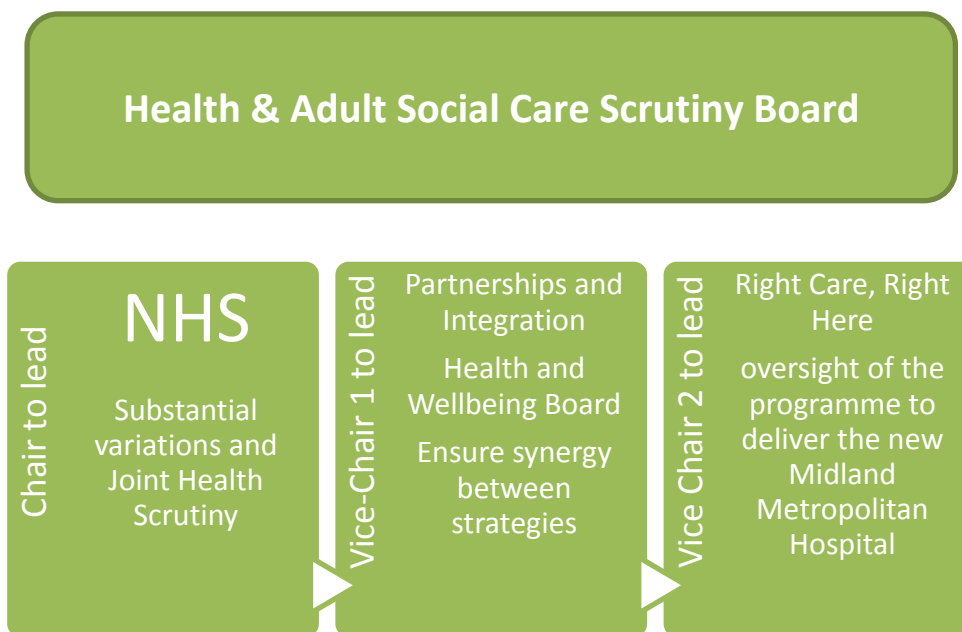 Health & Adult Social Care Scrutiny Board
Chair to lead
NHS
Substantial
variations and
Joint Health
Scrutiny
Vice-Chair 1 to lead
Partnerships and
Integration
Health and
Wellbeing Board
Ensure synergy
between
strategies
Vice Chair 2 to lead
Right Care, Right
Here
oversight of the
programme to
deliver the new
Midland
Metropolitan
Hospital